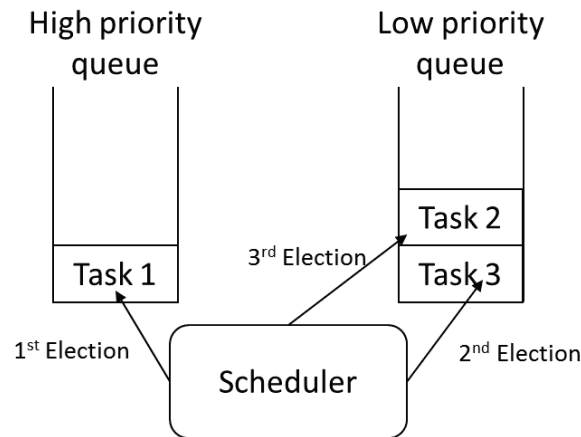 High priority
queue
Low priority
queue
Task 2
3rd Election
Task 1
Task 3
1st Election
2nd Election
Scheduler